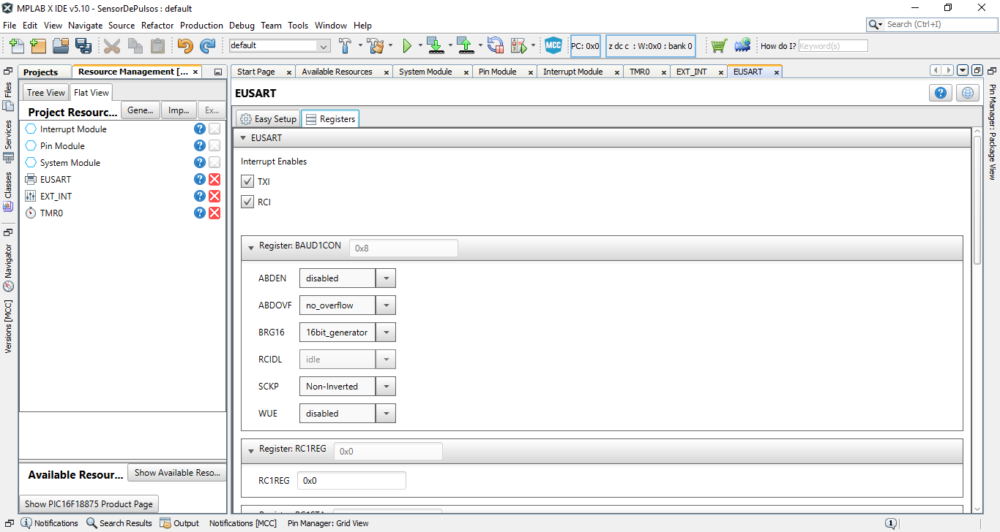 MPLAB X IDE v5.10 - SensorDePulsos : default
File Edit View Navigate Source Refactor Production Debug Team Tools Window Help
Search (Ctrl+I)
default
MCC
PC: 0x0
z dc c : W:0x0 : bank 0
How do I?
Keyword(s)
Projects
Resource Management [...
Start Page
Available Resources
System Module
Pin Module
Interrupt Module
TMR0
EXT_INT
EUSART
Files
Services
Classes
Navigator
Versions [MCC]
Tree View
Flat View
Project Resourc...
Gene...
Imp...
Ex...
Interrupt Module
Pin Module
System Module
EUSART
EXT_INT
TMR0
Available Resour...
Show Available Reso...
Show PIC16F18875 Product Page
EUSART
Easy Setup
Registers
EUSART
Interrupt Enables
TXI
RCI
Register: BAUD1CON 0x8
ABDEN disabled
ABDOVF no_overflow
BRG16 16bit_generator
RCIDL idle
SCKP Non-Inverted
WUE disabled
Register: RC1REG 0x0
RC1REG 0x0
Pin Manager: Package View
Notifications
Search Results
Output
Notifications [MCC]
Pin Manager: Grid View
1